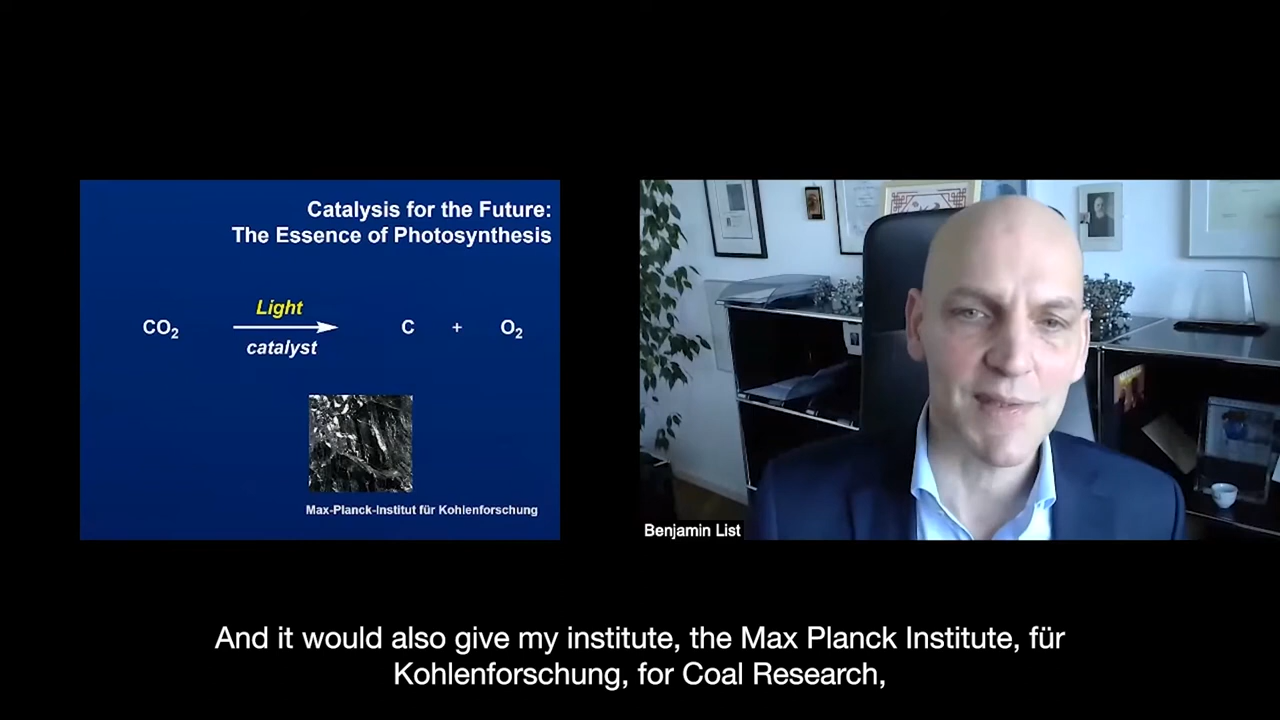 Catalysis for the Future:
The Essence of Photosynthesis
Light
CO₂ → C + O₂
catalyst
Max-Planck-Institut für Kohlenforschung
Benjamin List
And it would also give my institute, the Max Planck Institute, für
Kohlenforschung, for Coal Research,